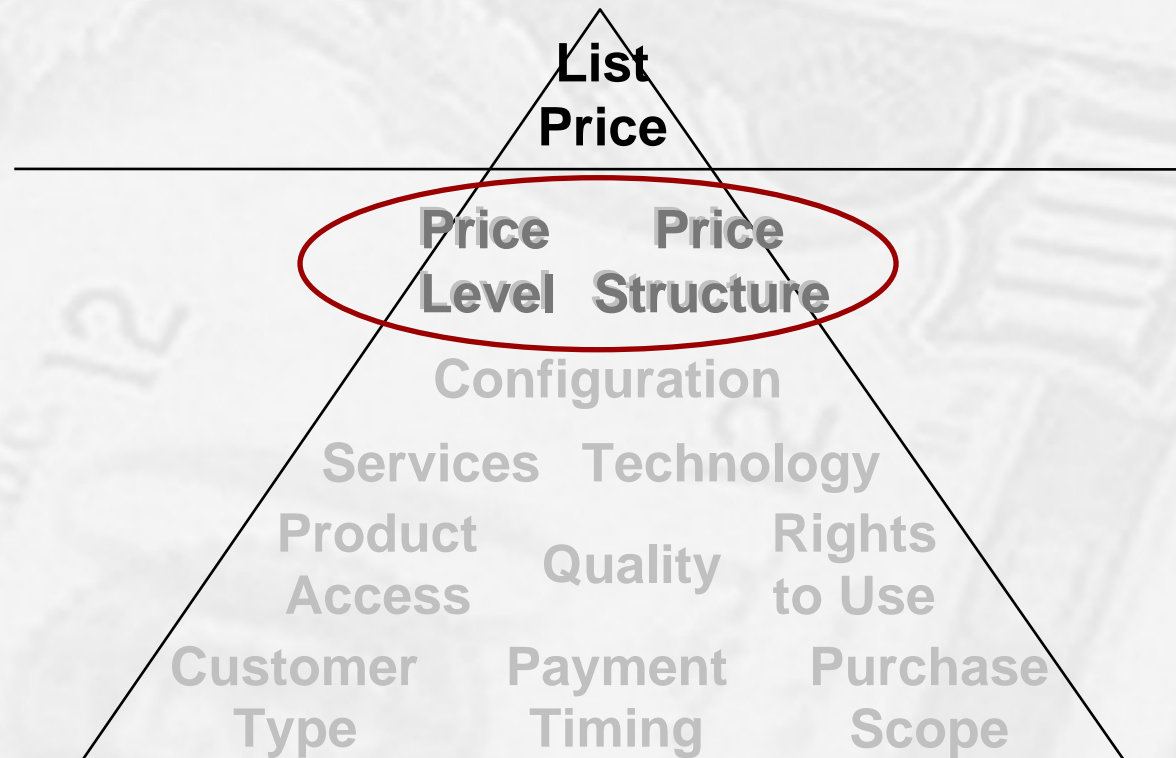 List
Price
Price Price
Level Structure
Configuration
Services Technology
Product
Access
Quality
Rights
to Use
Customer
Type
Payment
Timing
Purchase
Scope